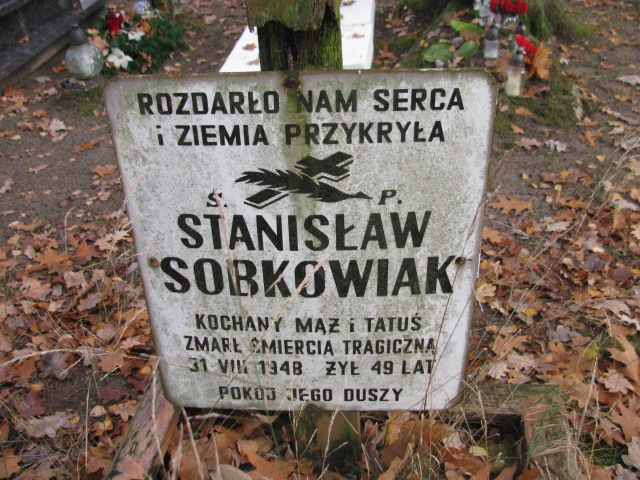 ROZDARŁO NAM SERCA
i ZIEMIA PRZYKRYŁA
Ś. P.
STANISŁAW
SOBKOWIAK
KOCHANY MĄŻ i TATUŚ
ZMARŁ ŚMIERCIĄ TRAGICZNĄ
31 VIII 1948 ŻYŁ 49 LAT
POKÓJ JEGO DUSZY